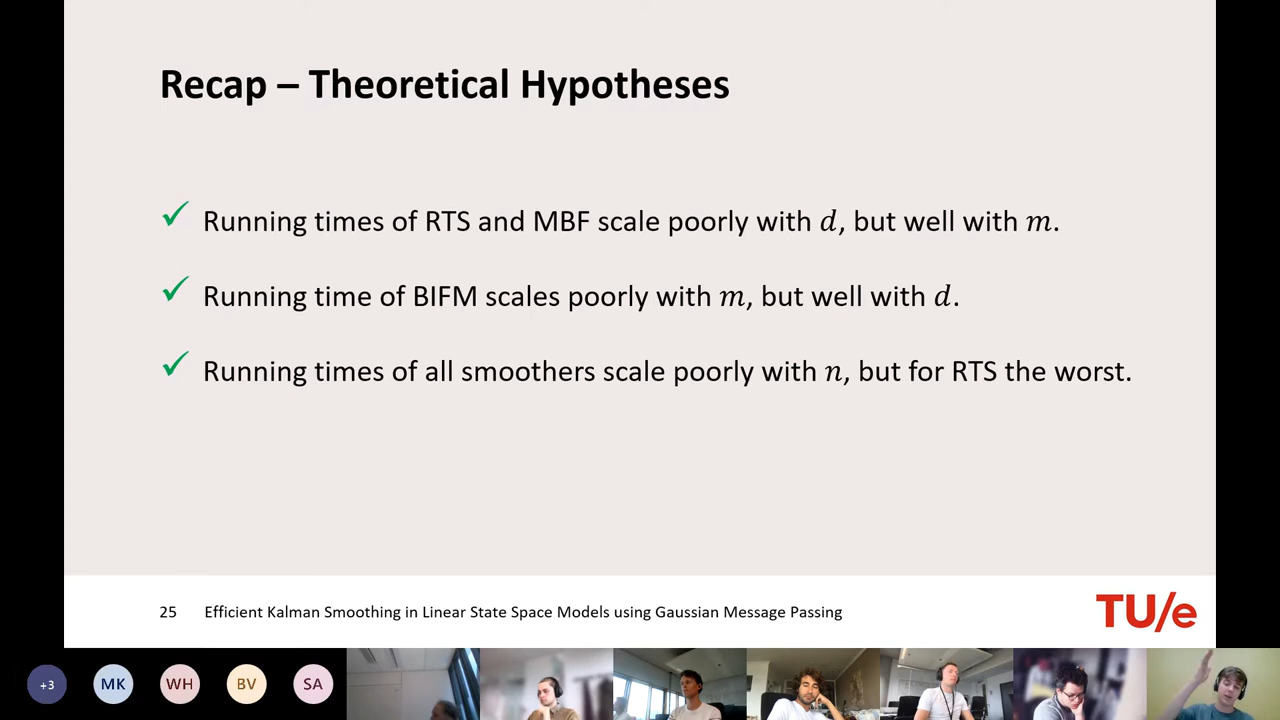 Recap – Theoretical Hypotheses
✓ Running times of RTS and MBF scale poorly with d, but well with m.
✓ Running time of BIFM scales poorly with m, but well with d.
✓ Running times of all smoothers scale poorly with n, but for RTS the worst.
25 Efficient Kalman Smoothing in Linear State Space Models using Gaussian Message Passing
TU/e
+3 MK WH BV SA